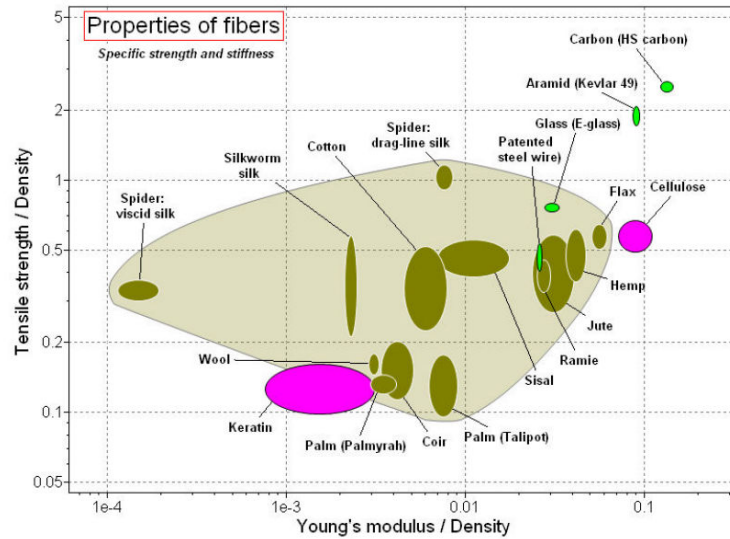 Properties of fibers
Specific strength and stiffness
Carbon (HS carbon)
Aramid (Kevlar 49)
Glass (E-glass)
Patented
steel wire)
Spider:
drag-line silk
Cotton
Silkworm
silk
Spider:
viscid silk
Flax
Cellulose
Hemp
Jute
Ramie
Sisal
Wool
Keratin
Palm (Palmyrah)
Coir
Palm (Talipot)
Tensile strength / Density
5
2
1
0.5
0.2
0.1
0.05
1e-4
1e-3
0.01
0.1
Young's modulus / Density